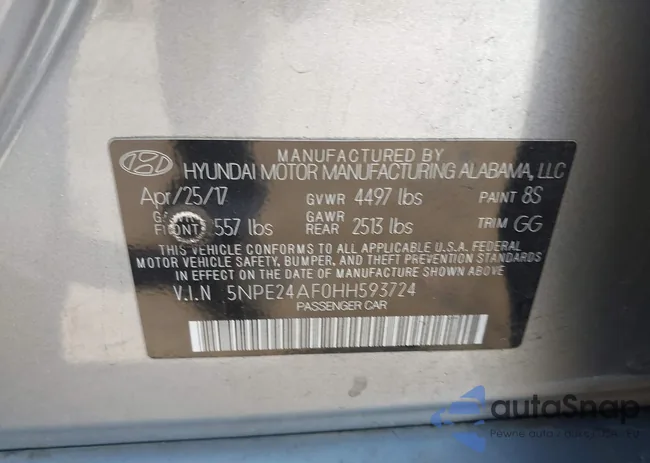 MANUFACTURED BY
HYUNDAI MOTOR MANUFACTURING ALABAMA, LLC
Apr/25/17 GVWR 4497 lbs PAINT 8S
FRONT 557 lbs GAWR REAR 2513 lbs TRIM GG
THIS VEHICLE CONFORMS TO ALL APPLICABLE U.S.A. FEDERAL
MOTOR VEHICLE SAFETY, BUMPER, AND THEFT PREVENTION STANDARDS
IN EFFECT ON THE DATE OF MANUFACTURE SHOWN ABOVE.
V.I.N 5NPE24AF0HH593724
PASSENGER CAR
autaSnap